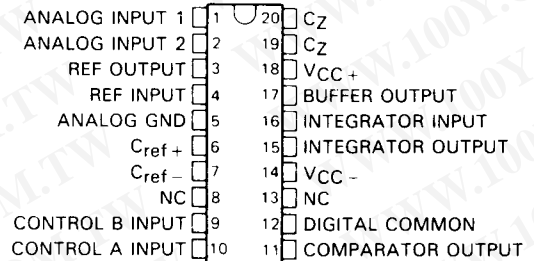 ANALOG INPUT 1 1 20 CZ
ANALOG INPUT 2 2 19 CZ
REF OUTPUT 3 18 VCC +
REF INPUT 4 17 BUFFER OUTPUT
ANALOG GND 5 16 INTEGRATOR INPUT
Cref + 6 15 INTEGRATOR OUTPUT
Cref - 7 14 VCC -
NC 8 13 NC
CONTROL B INPUT 9 12 DIGITAL COMMON
CONTROL A INPUT 10 11 COMPARATOR OUTPUT